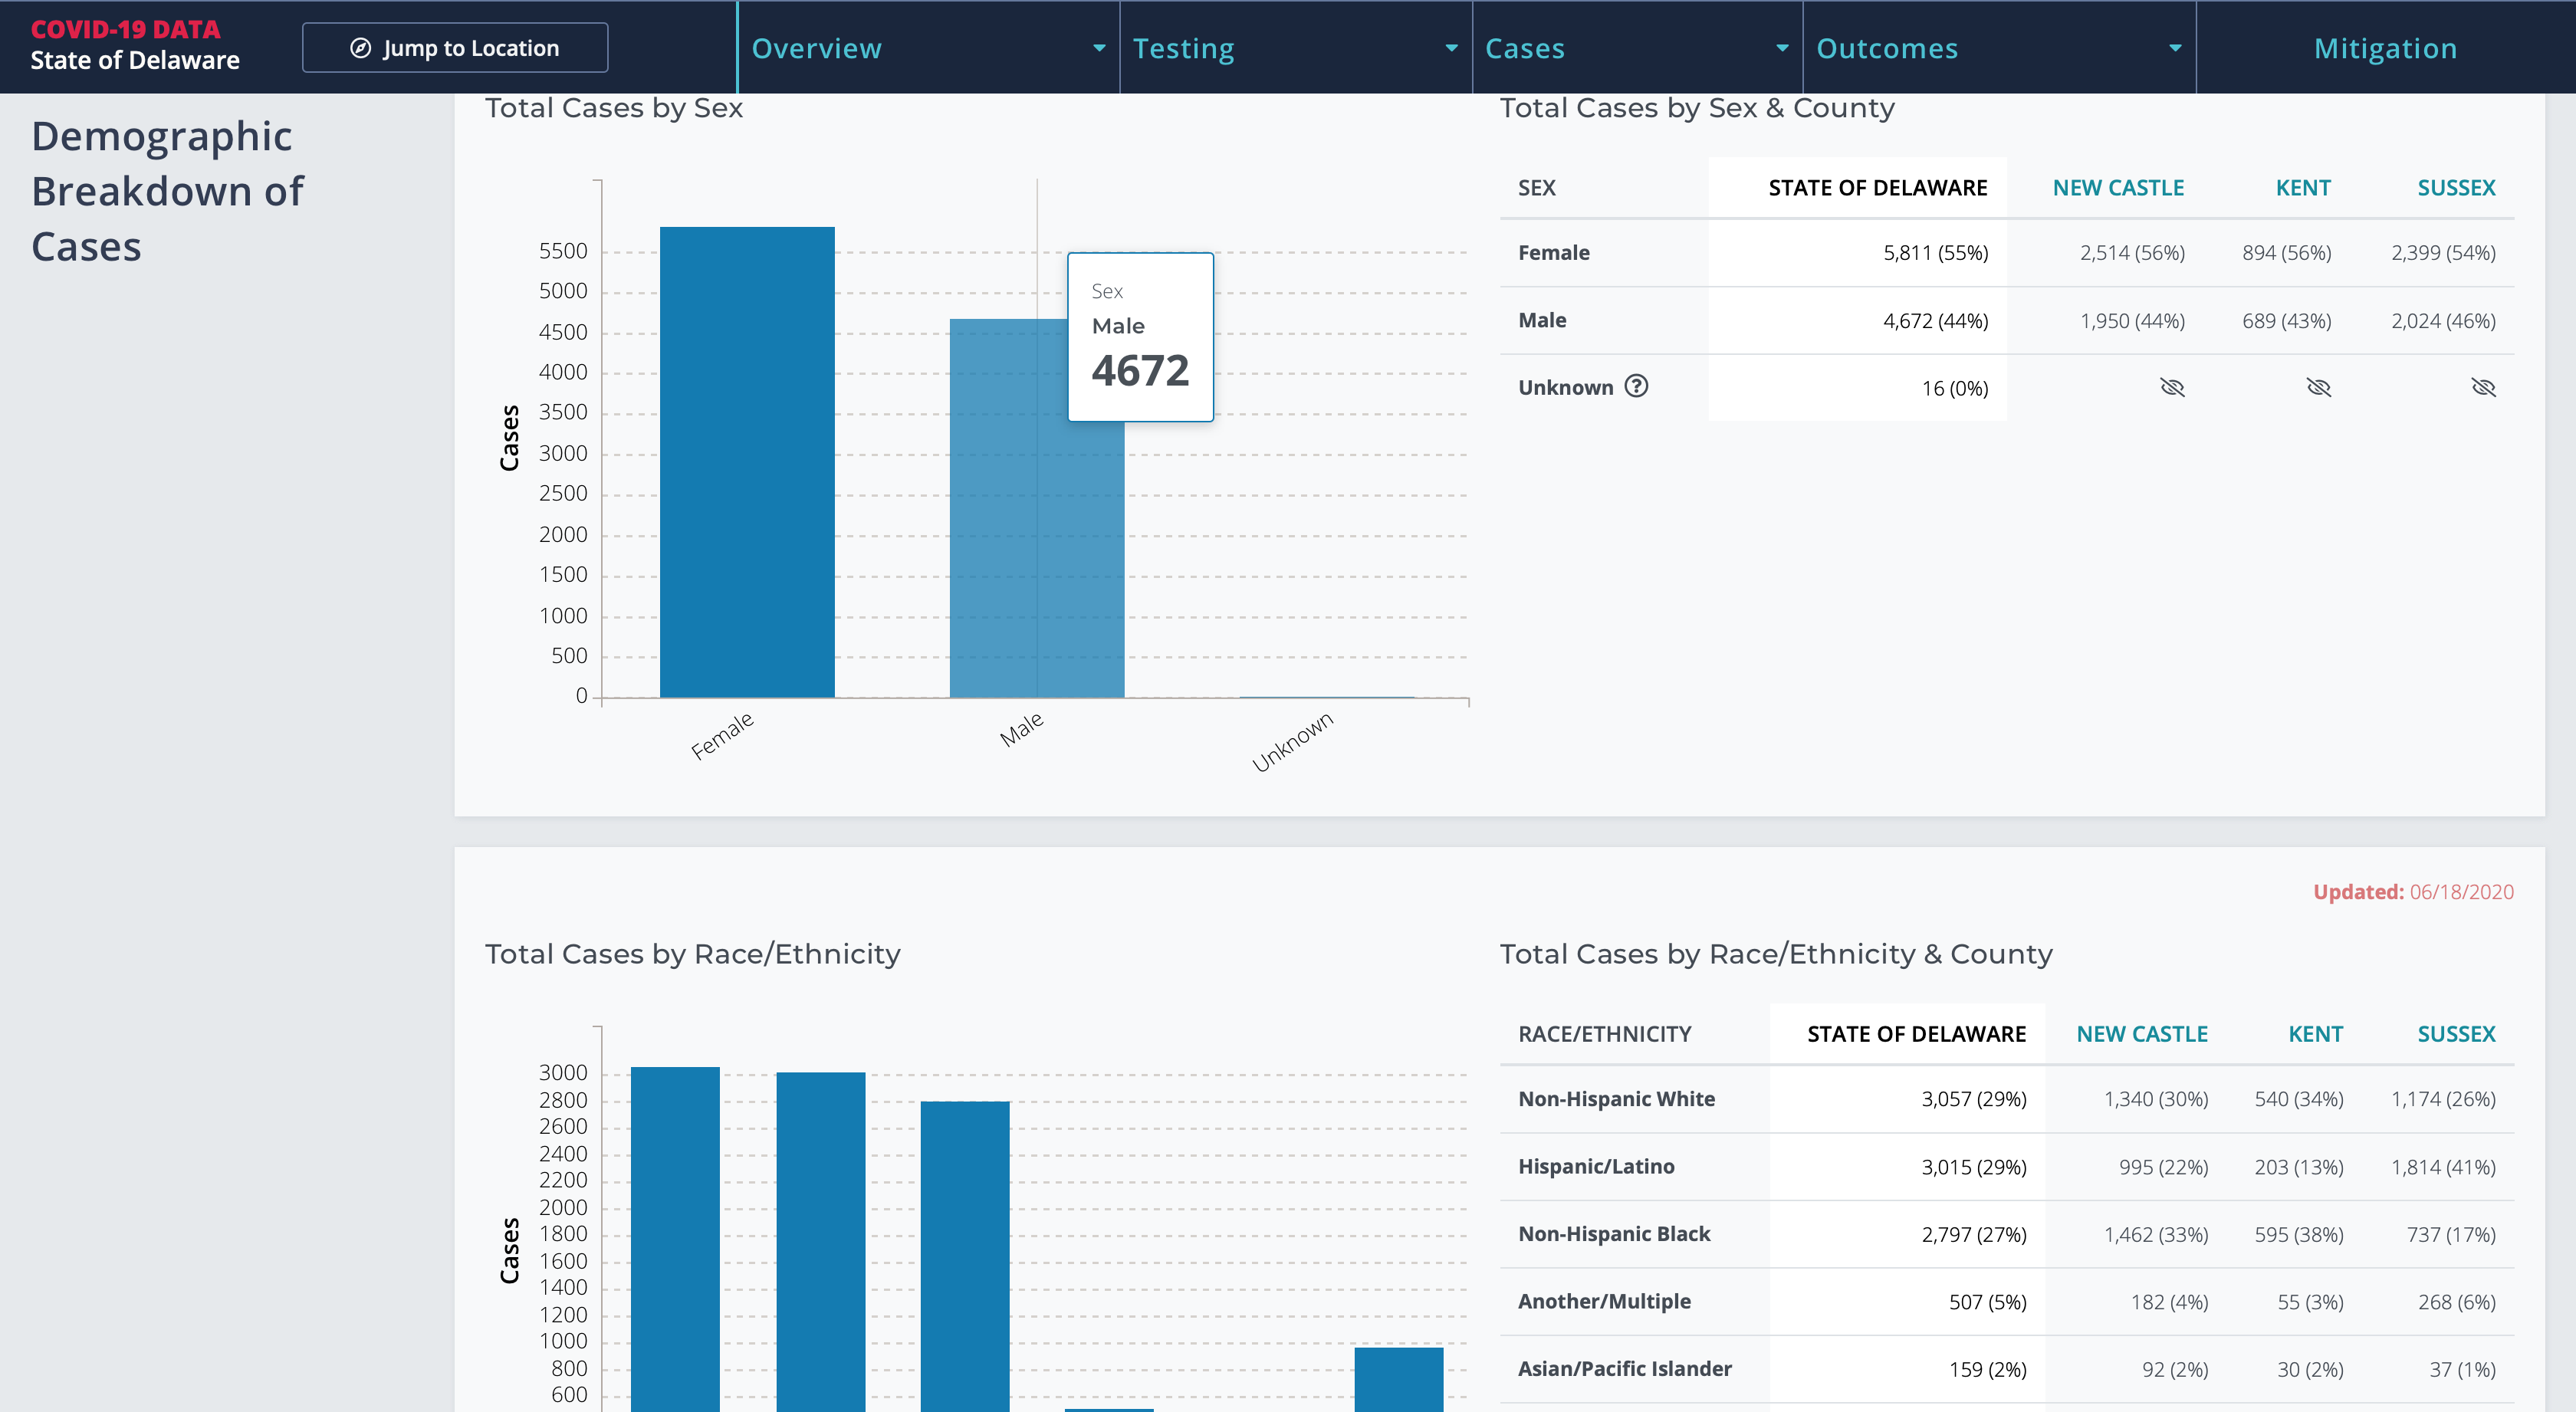 COVID-19 DATA
State of Delaware
Jump to Location
Overview
Testing
Cases
Outcomes
Mitigation
Demographic
Breakdown of
Cases
Total Cases by Sex
5500
5000
4500
4000
3500
3000
2500
2000
1500
1000
500
0
Cases
Female
Male
Unknown
Sex
Male
4672
Total Cases by Sex & County
SEX STATE OF DELAWARE NEW CASTLE KENT SUSSEX
Female 5,811 (55%) 2,514 (56%) 894 (56%) 2,399 (54%)
Male 4,672 (44%) 1,950 (44%) 689 (43%) 2,024 (46%)
Unknown ? 16 (0%)
Updated: 06/18/2020
Total Cases by Race/Ethnicity
3000
2800
2600
2400
2200
2000
1800
1600
1400
1200
1000
800
600
Cases
Total Cases by Race/Ethnicity & County
RACE/ETHNICITY STATE OF DELAWARE NEW CASTLE KENT SUSSEX
Non-Hispanic White 3,057 (29%) 1,340 (30%) 540 (34%) 1,174 (26%)
Hispanic/Latino 3,015 (29%) 995 (22%) 203 (13%) 1,814 (41%)
Non-Hispanic Black 2,797 (27%) 1,462 (33%) 595 (38%) 737 (17%)
Another/Multiple 507 (5%) 182 (4%) 55 (3%) 268 (6%)
Asian/Pacific Islander 159 (2%) 92 (2%) 30 (2%) 37 (1%)